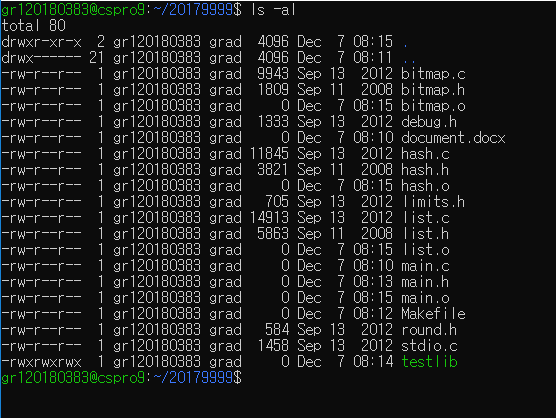 gr120180383@cspro9:~/20179999$ ls -al
total 80
drwxr-xr-x  2 gr120180383 grad  4096 Dec  7 08:15 .
drwx------ 21 gr120180383 grad  4096 Dec  7 08:11 ..
-rw-r--r--  1 gr120180383 grad  9943 Sep 13  2012 bitmap.c
-rw-r--r--  1 gr120180383 grad  1809 Sep 11  2008 bitmap.h
-rw-r--r--  1 gr120180383 grad     0 Dec  7 08:15 bitmap.o
-rw-r--r--  1 gr120180383 grad  1333 Sep 13  2012 debug.h
-rw-r--r--  1 gr120180383 grad     0 Dec  7 08:10 document.docx
-rw-r--r--  1 gr120180383 grad 11845 Sep 13  2012 hash.c
-rw-r--r--  1 gr120180383 grad  3821 Sep 11  2008 hash.h
-rw-r--r--  1 gr120180383 grad     0 Dec  7 08:15 hash.o
-rw-r--r--  1 gr120180383 grad   705 Sep 13  2012 limits.h
-rw-r--r--  1 gr120180383 grad 14913 Sep 13  2012 list.c
-rw-r--r--  1 gr120180383 grad  5863 Sep 11  2008 list.h
-rw-r--r--  1 gr120180383 grad     0 Dec  7 08:15 list.o
-rw-r--r--  1 gr120180383 grad     0 Dec  7 08:10 main.c
-rw-r--r--  1 gr120180383 grad     0 Dec  7 08:13 main.h
-rw-r--r--  1 gr120180383 grad     0 Dec  7 08:15 main.o
-rw-r--r--  1 gr120180383 grad     0 Dec  7 08:12 Makefile
-rw-r--r--  1 gr120180383 grad   584 Sep 13  2012 round.h
-rw-r--r--  1 gr120180383 grad  1458 Sep 13  2012 stdio.c
-rwxrwxrwx  1 gr120180383 grad     0 Dec  7 08:14 testlib
gr120180383@cspro9:~/20179999$